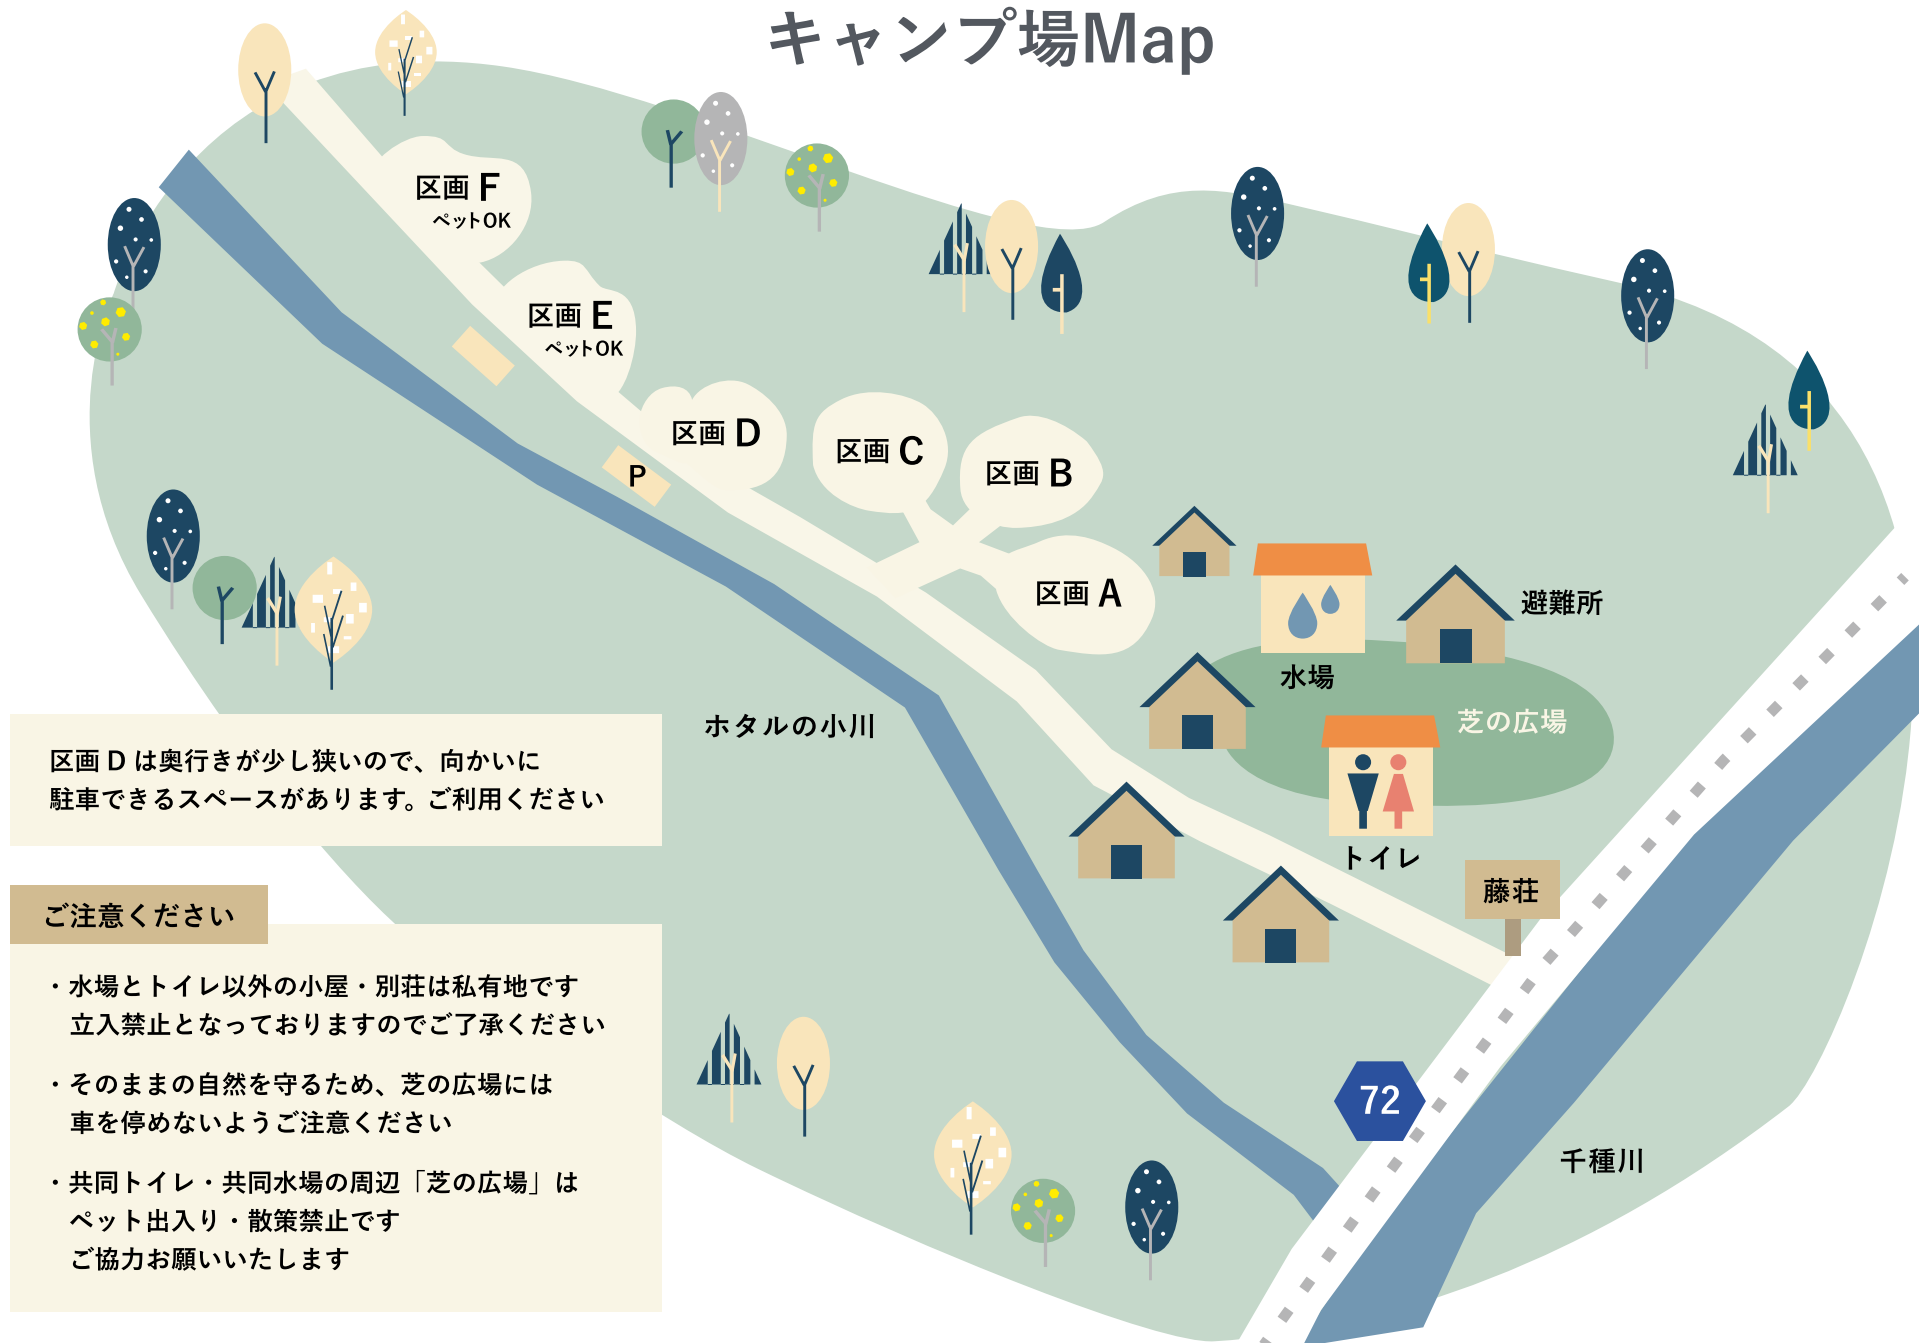 キャンプ場Map
区画 F
ペットOK
区画 E
ペットOK
区画 D
P
区画 C
区画 B
区画 A
避難所
水場
芝の広場
トイレ
藤荘
ホタルの小川
72
千種川
区画 D は奥行きが少し狭いので、向かいに
駐車できるスペースがあります。ご利用ください
ご注意ください
・水場とトイレ以外の小屋・別荘は私有地です
立入禁止となっておりますのでご了承ください
・そのままの自然を守るため、芝の広場には
車を停めないようご注意ください
・共同トイレ・共同水場の周辺「芝の広場」は
ペット出入り・散策禁止です
ご協力お願いいたします